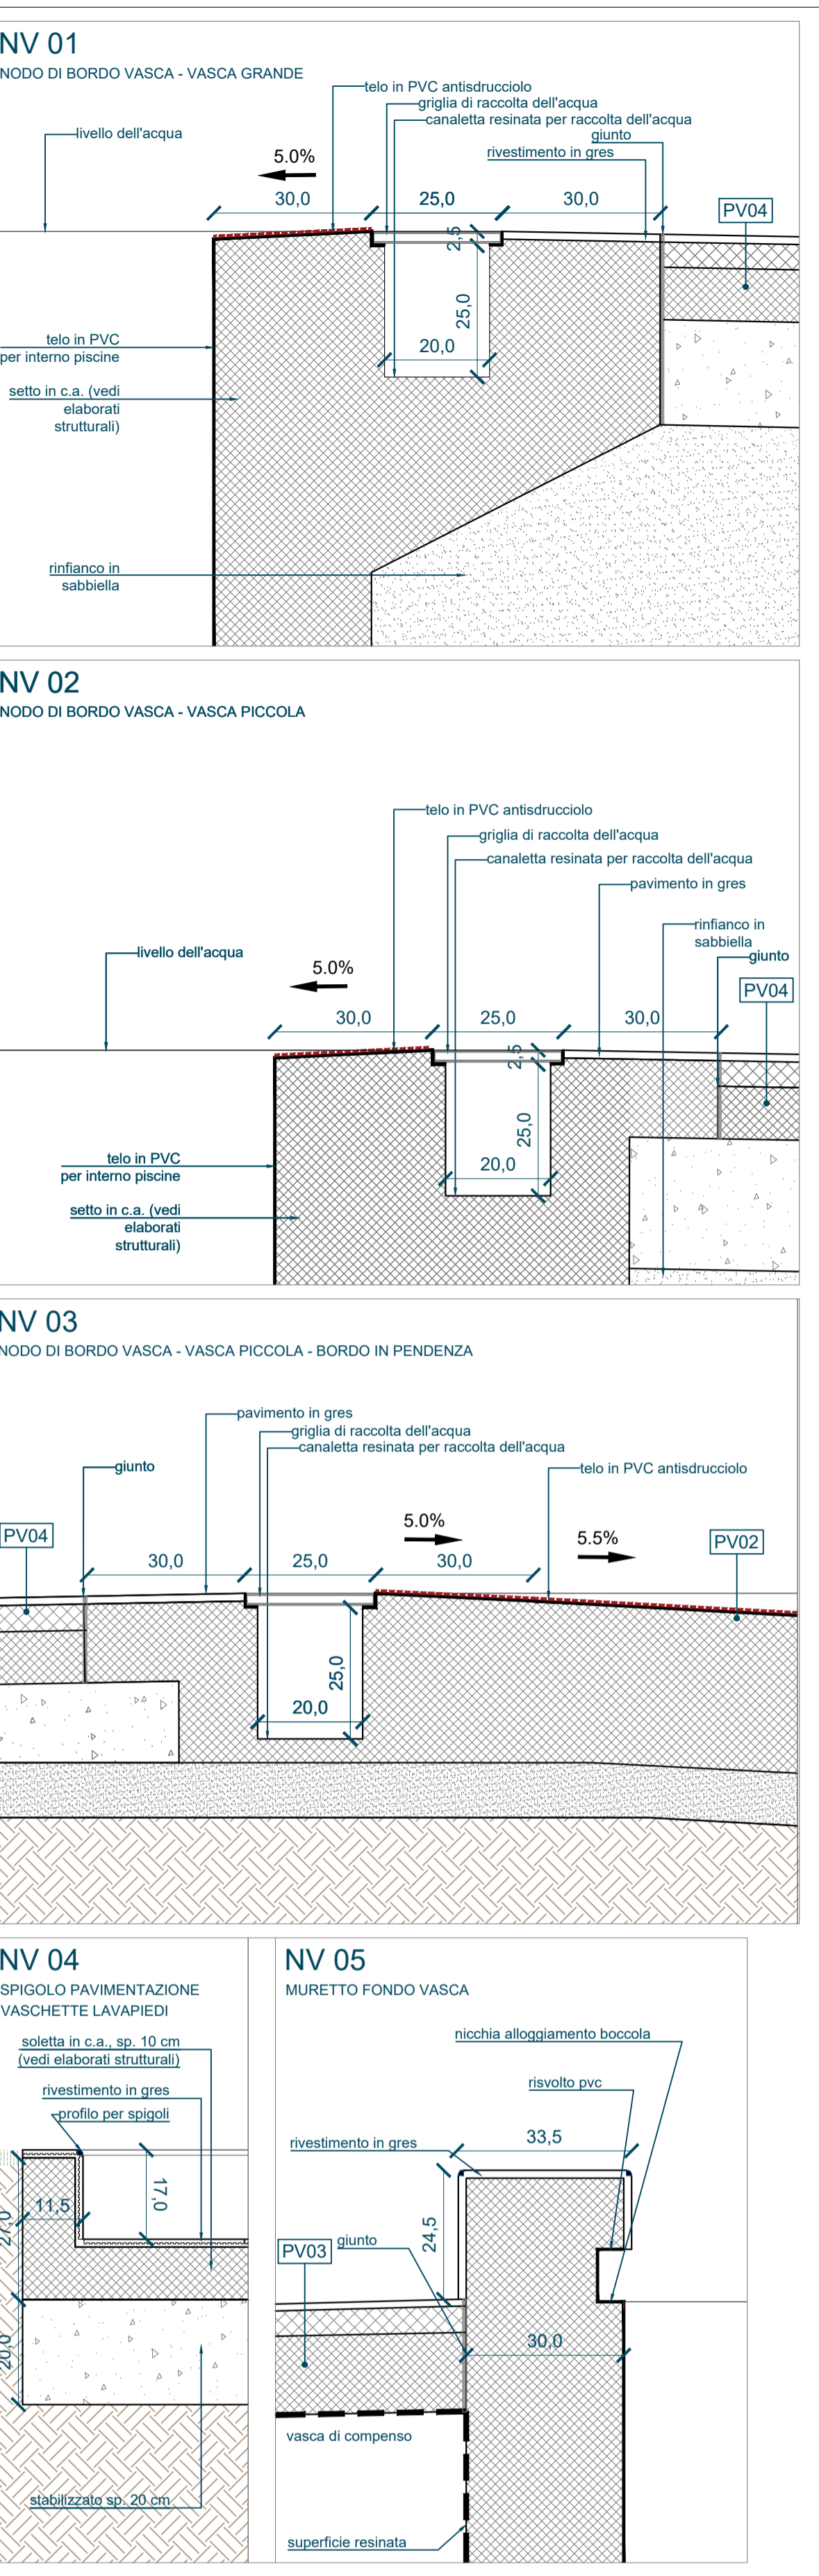 NV 01
NODO DI BORDO VASCA - VASCA GRANDE
telo in PVC antisdrucciolo
griglia di raccolta dell'acqua
canaletta resinata per raccolta dell'acqua
giunto
livello dell'acqua
rivestimento in gres
5.0%
30,0
25,0
30,0
PV04
2,5
25,0
20,0
telo in PVC
per interno piscine
setto in c.a. (vedi
elaborati
strutturali)
rinfianco in
sabbiella
NV 02
NODO DI BORDO VASCA - VASCA PICCOLA
telo in PVC antisdrucciolo
griglia di raccolta dell'acqua
canaletta resinata per raccolta dell'acqua
pavimento in gres
rinfianco in
sabbiella
livello dell'acqua
giunto
5.0%
PV04
30,0
25,0
30,0
2,5
25,0
20,0
telo in PVC
per interno piscine
setto in c.a. (vedi
elaborati
strutturali)
NV 03
NODO DI BORDO VASCA - VASCA PICCOLA - BORDO IN PENDENZA
pavimento in gres
griglia di raccolta dell'acqua
canaletta resinata per raccolta dell'acqua
giunto
telo in PVC antisdrucciolo
5.0%
5.5%
PV04
PV02
30,0
25,0
30,0
25,0
20,0
NV 04
SPIGOLO PAVIMENTAZIONE
VASCHETTE LAVAPIEDI
soletta in c.a., sp. 10 cm
(vedi elaborati strutturali)
rivestimento in gres
profilo per spigoli
17,0
11,5
27,0
20,0
stabilizzato sp. 20 cm
NV 05
MURETTO FONDO VASCA
nicchia alloggiamento boccola
risvolto pvc
rivestimento in gres
33,5
24,5
giunto
PV03
30,0
vasca di compenso
superficie resinata